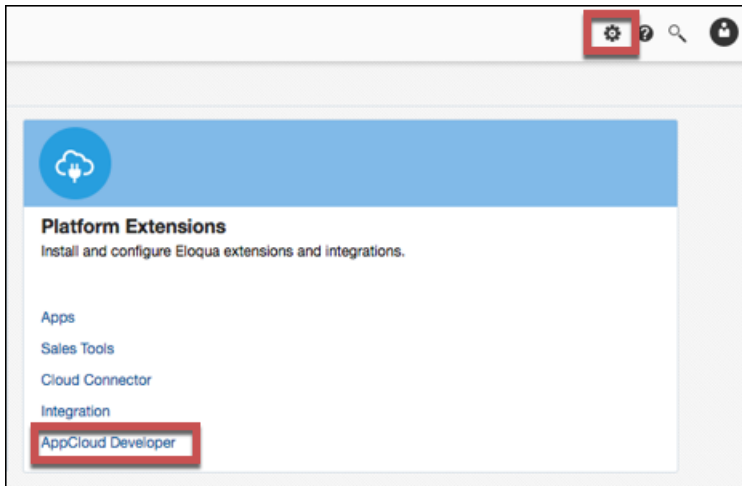 Platform Extensions
Install and configure Eloqua extensions and integrations.
Apps
Sales Tools
Cloud Connector
Integration
AppCloud Developer